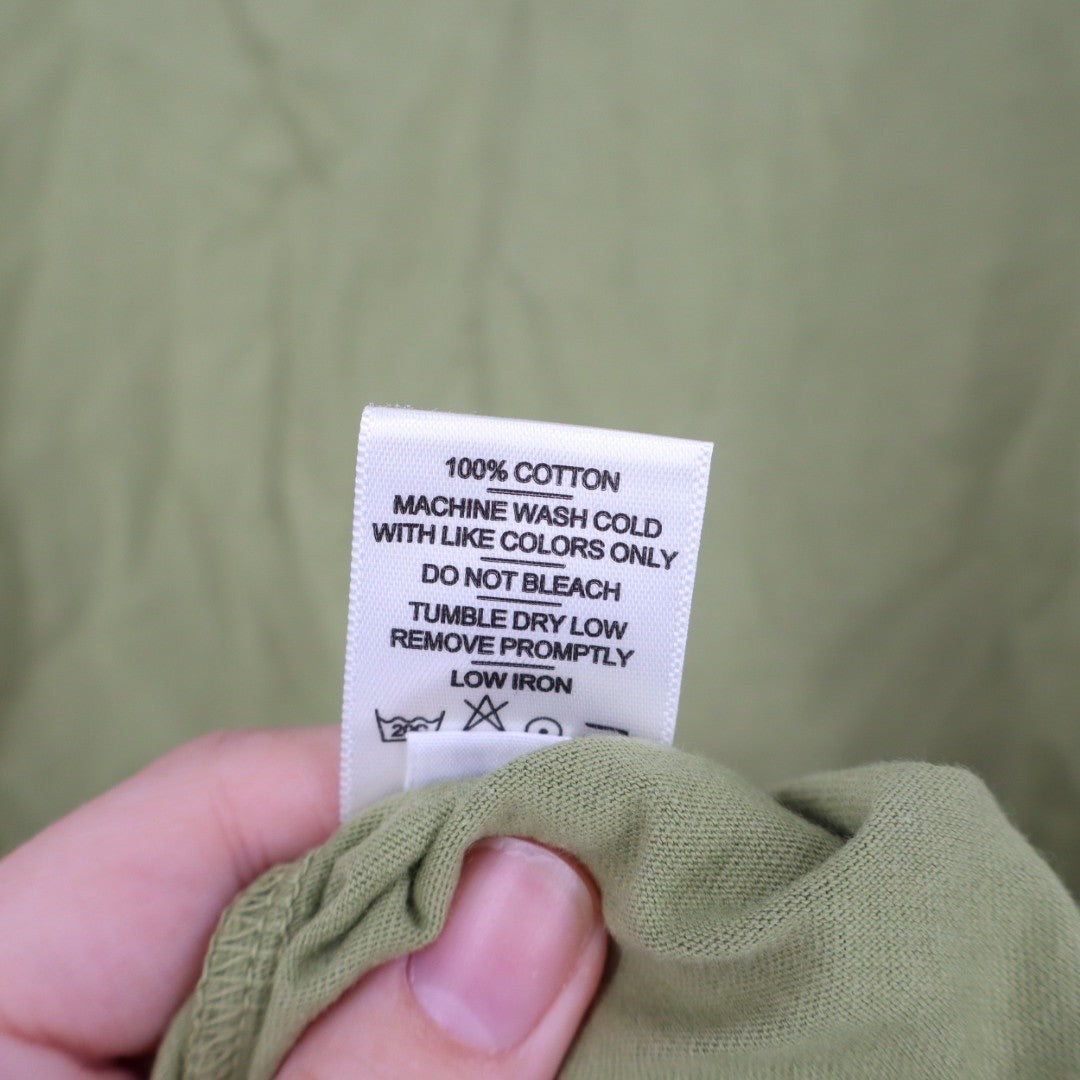 100% COTTON
MACHINE WASH COLD
WITH LIKE COLORS ONLY
DO NOT BLEACH
TUMBLE DRY LOW
REMOVE PROMPTLY
LOW IRON
20C